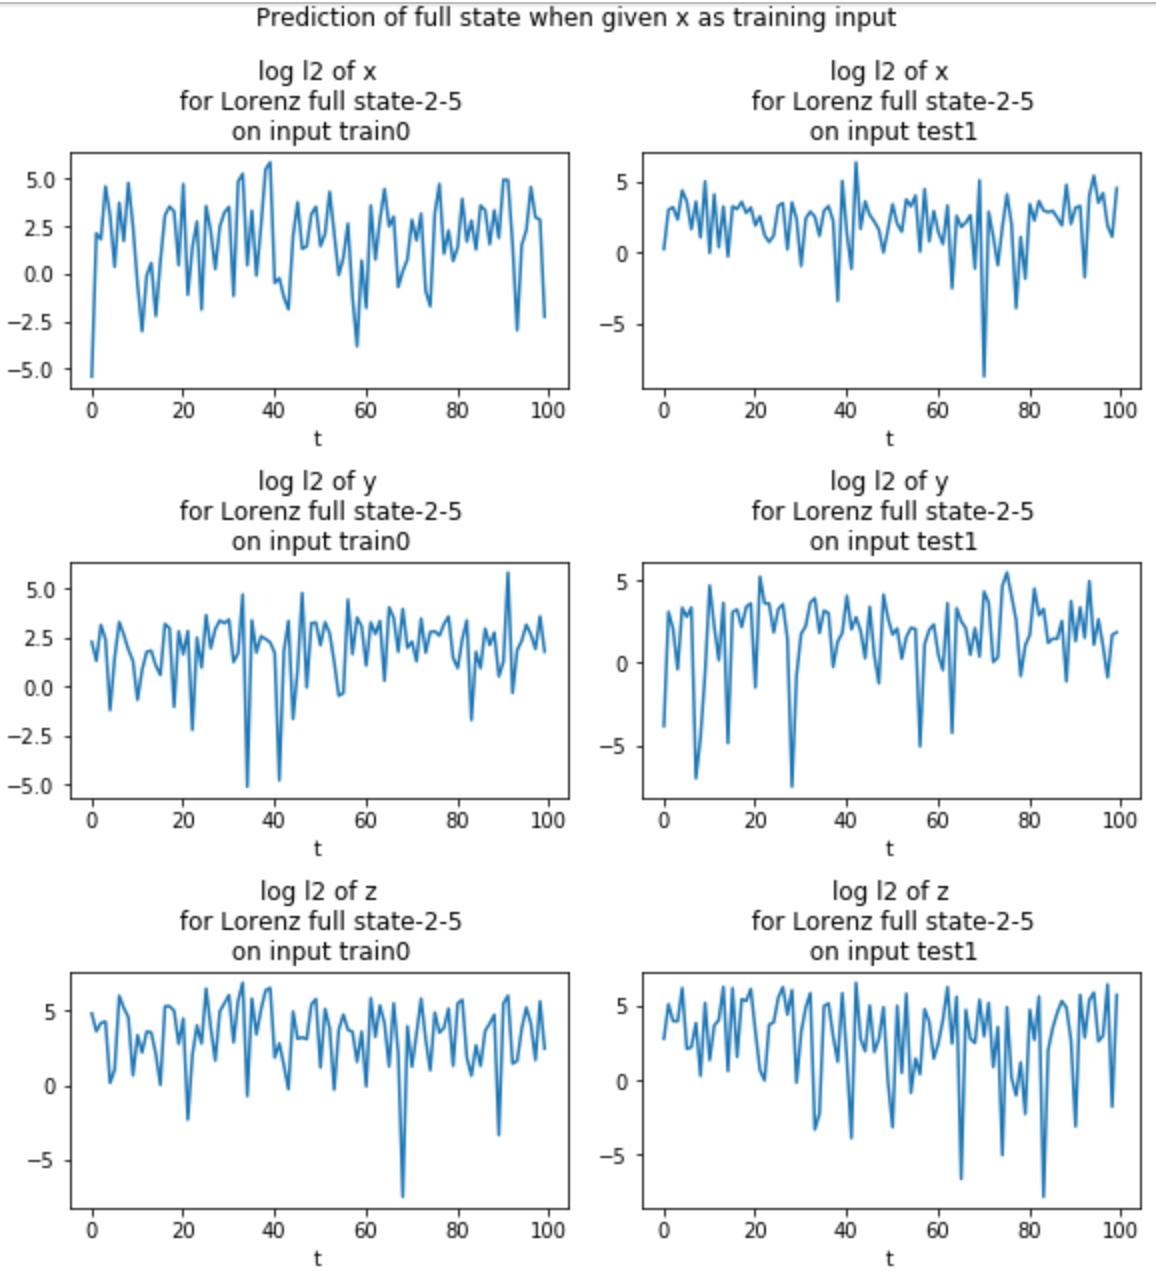 Prediction of full state when given x as training input
log l2 of x
for Lorenz full state-2-5
on input train0
5.0
2.5
0.0
−2.5
−5.0
0 20 40 60 80 100
t
log l2 of x
for Lorenz full state-2-5
on input test1
5
0
−5
0 20 40 60 80 100
t
log l2 of y
for Lorenz full state-2-5
on input train0
5.0
2.5
0.0
−2.5
−5.0
0 20 40 60 80 100
t
log l2 of y
for Lorenz full state-2-5
on input test1
5
0
−5
0 20 40 60 80 100
t
log l2 of z
for Lorenz full state-2-5
on input train0
5
0
−5
0 20 40 60 80 100
t
log l2 of z
for Lorenz full state-2-5
on input test1
5
0
−5
0 20 40 60 80 100
t